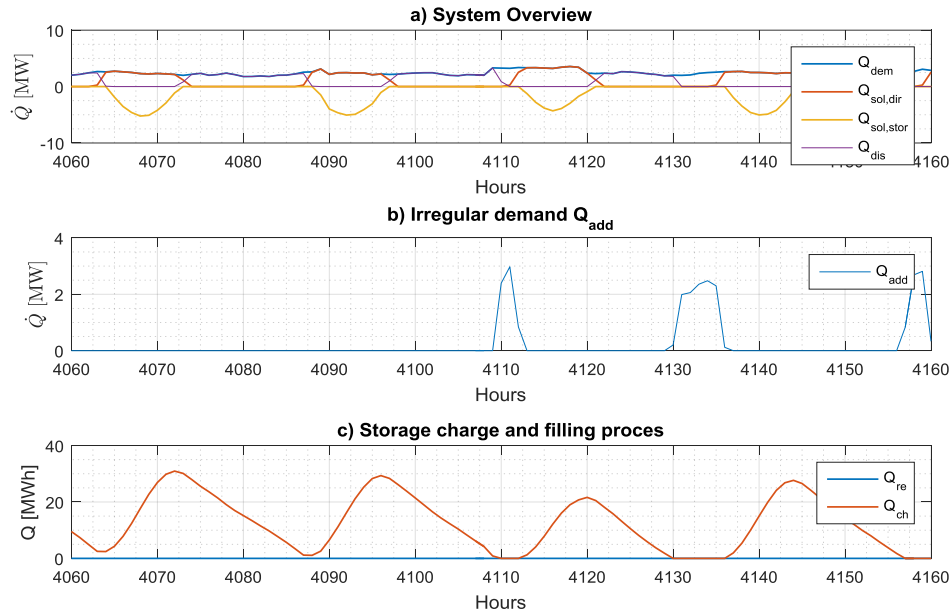 a) System Overview
10
0
-10
Q̇ [MW]
Q_dem
Q_sol,dir
Q_sol,stor
Q_dis
4060 4070 4080 4090 4100 4110 4120 4130 4140 4150 4160
Hours
b) Irregular demand Q_add
4
2
0
Q̇ [MW]
Q_add
4060 4070 4080 4090 4100 4110 4120 4130 4140 4150 4160
Hours
c) Storage charge and filling proces
40
20
0
Q [MWh]
Q_re
Q_ch
4060 4070 4080 4090 4100 4110 4120 4130 4140 4150 4160
Hours